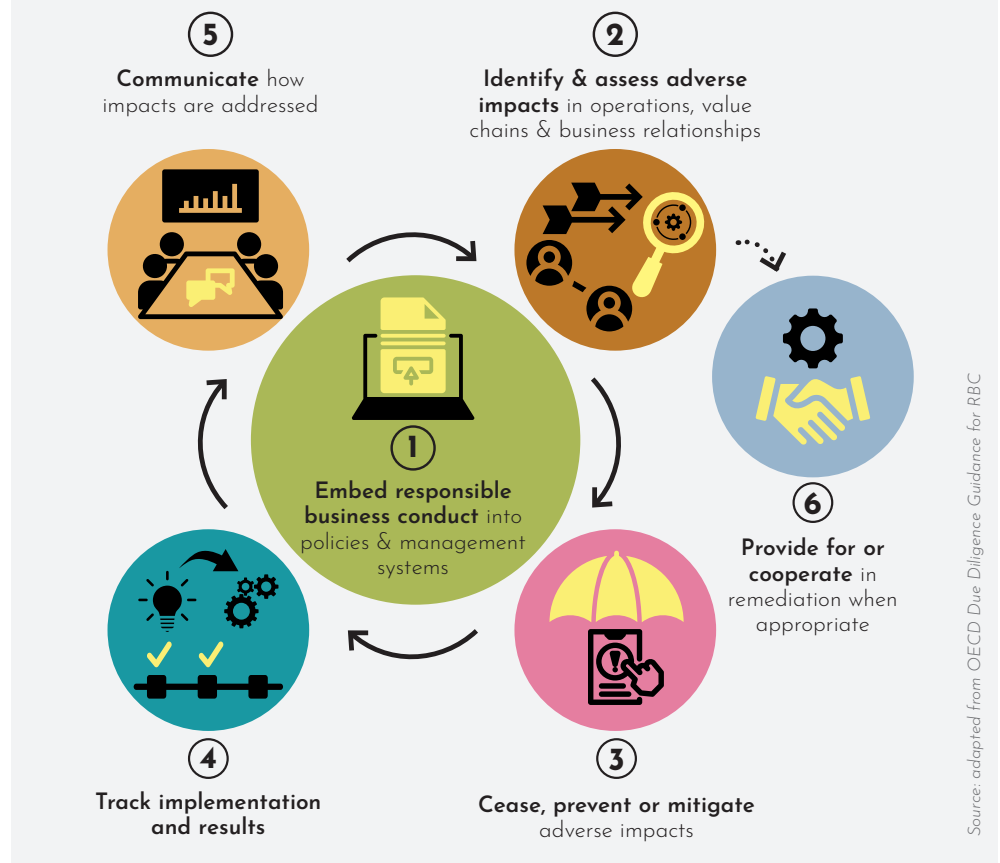 5
Communicate how
impacts are addressed
2
Identify & assess adverse
impacts in operations, value
chains & business relationships
1
Embed responsible
business conduct into
policies & management
systems
6
Provide for or
cooperate in
remediation when
appropriate
4
Track implementation
and results
3
Cease, prevent or mitigate
adverse impacts
Source: adapted from OECD Due Diligence Guidance for RBC